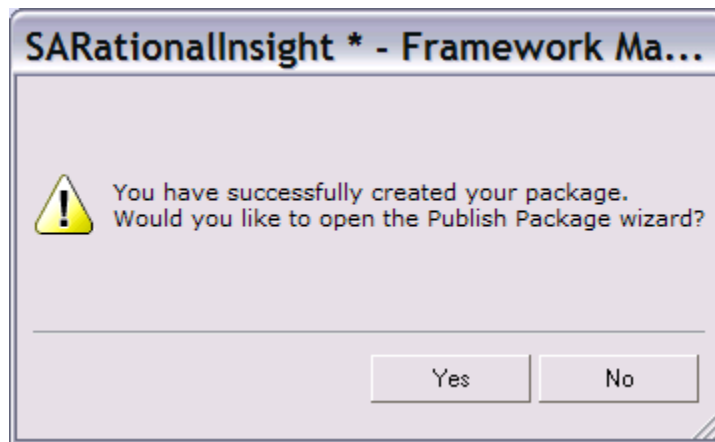 SARationalInsight * - Framework Ma...
You have successfully created your package.
Would you like to open the Publish Package wizard?
Yes
No